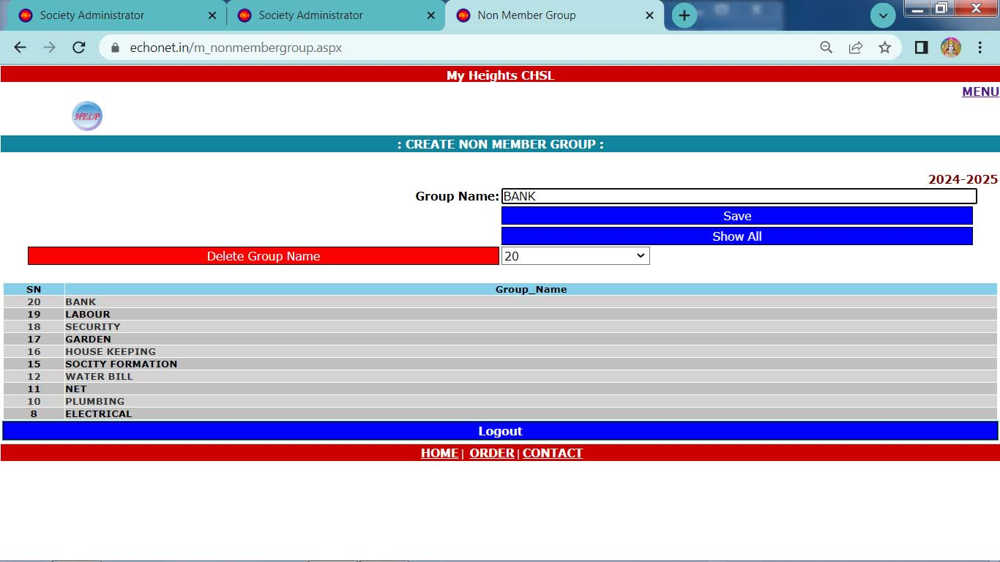 Society Administrator
Society Administrator
Non Member Group
echonet.in/m_nonmembergroup.aspx
My Heights CHSL
MENU
HELP
: CREATE NON MEMBER GROUP :
2024-2025
Group Name: BANK
Save
Show All
Delete Group Name 20
SN Group_Name
20 BANK
19 LABOUR
18 SECURITY
17 GARDEN
16 HOUSE KEEPING
15 SOCITY FORMATION
12 WATER BILL
11 NET
10 PLUMBING
8 ELECTRICAL
Logout
HOME | ORDER | CONTACT